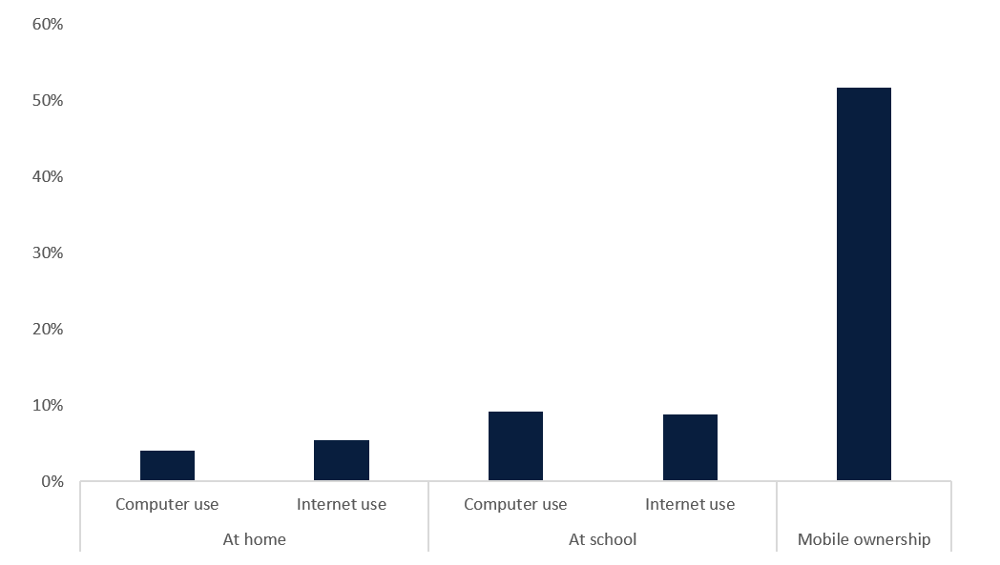 60%
50%
40%
30%
20%
10%
0%
Computer use
Internet use
Computer use
Internet use
At home
At school
Mobile ownership